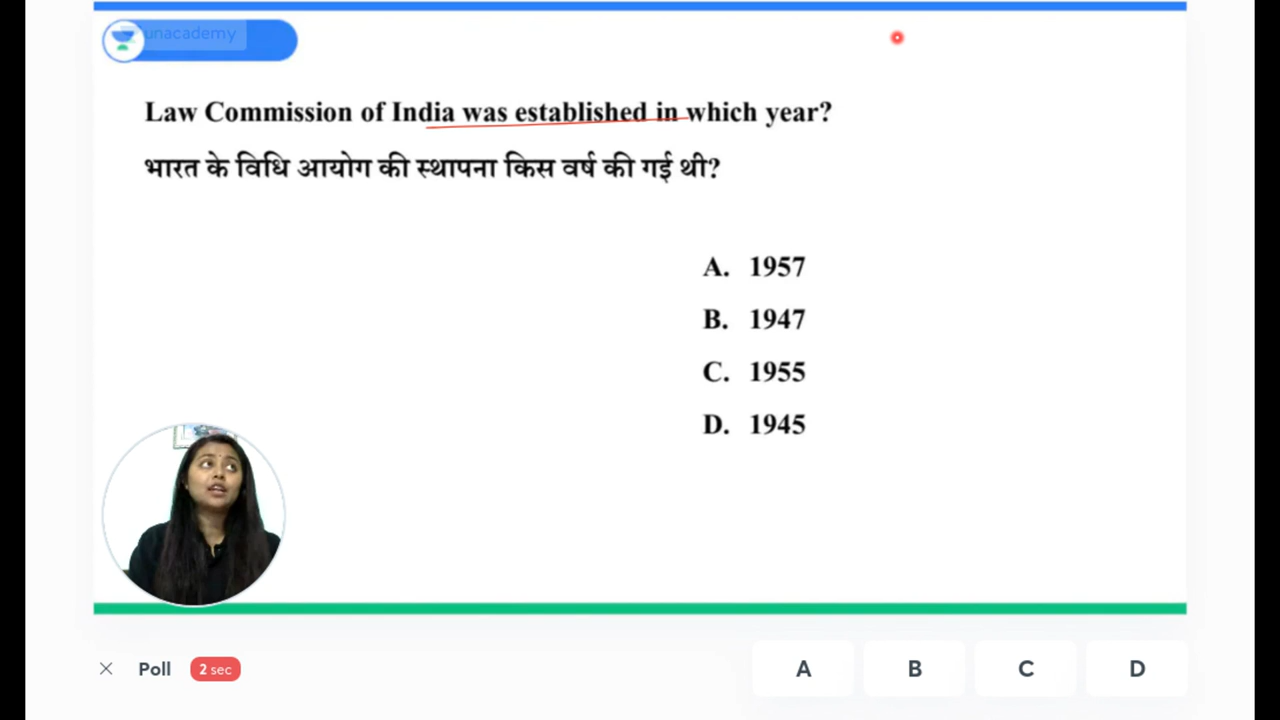 unacademy
Law Commission of India was established in which year?
भारत के विधि आयोग की स्थापना किस वर्ष की गई थी?
A. 1957
B. 1947
C. 1955
D. 1945
Poll 2 sec A B C D